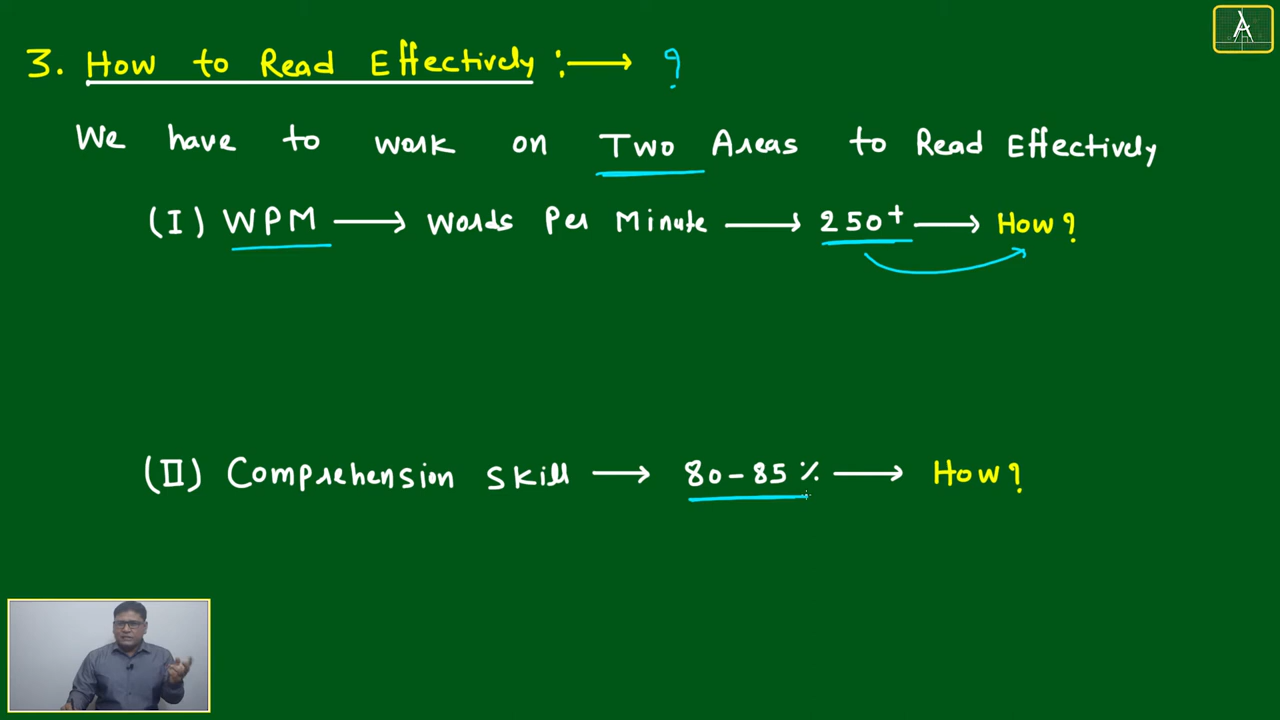 3. How to Read Effectively :⟶ ?
We have to work on Two Areas to Read Effectively
(I) WPM ⟶ Words Per Minute ⟶ 250+ ⟶ How?
(II) Comprehension Skill ⟶ 80-85% ⟶ How?